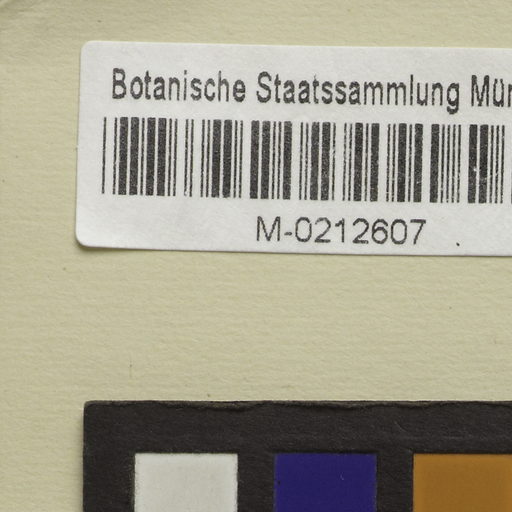 Botanische Staatssammlung Mün
M-0212607